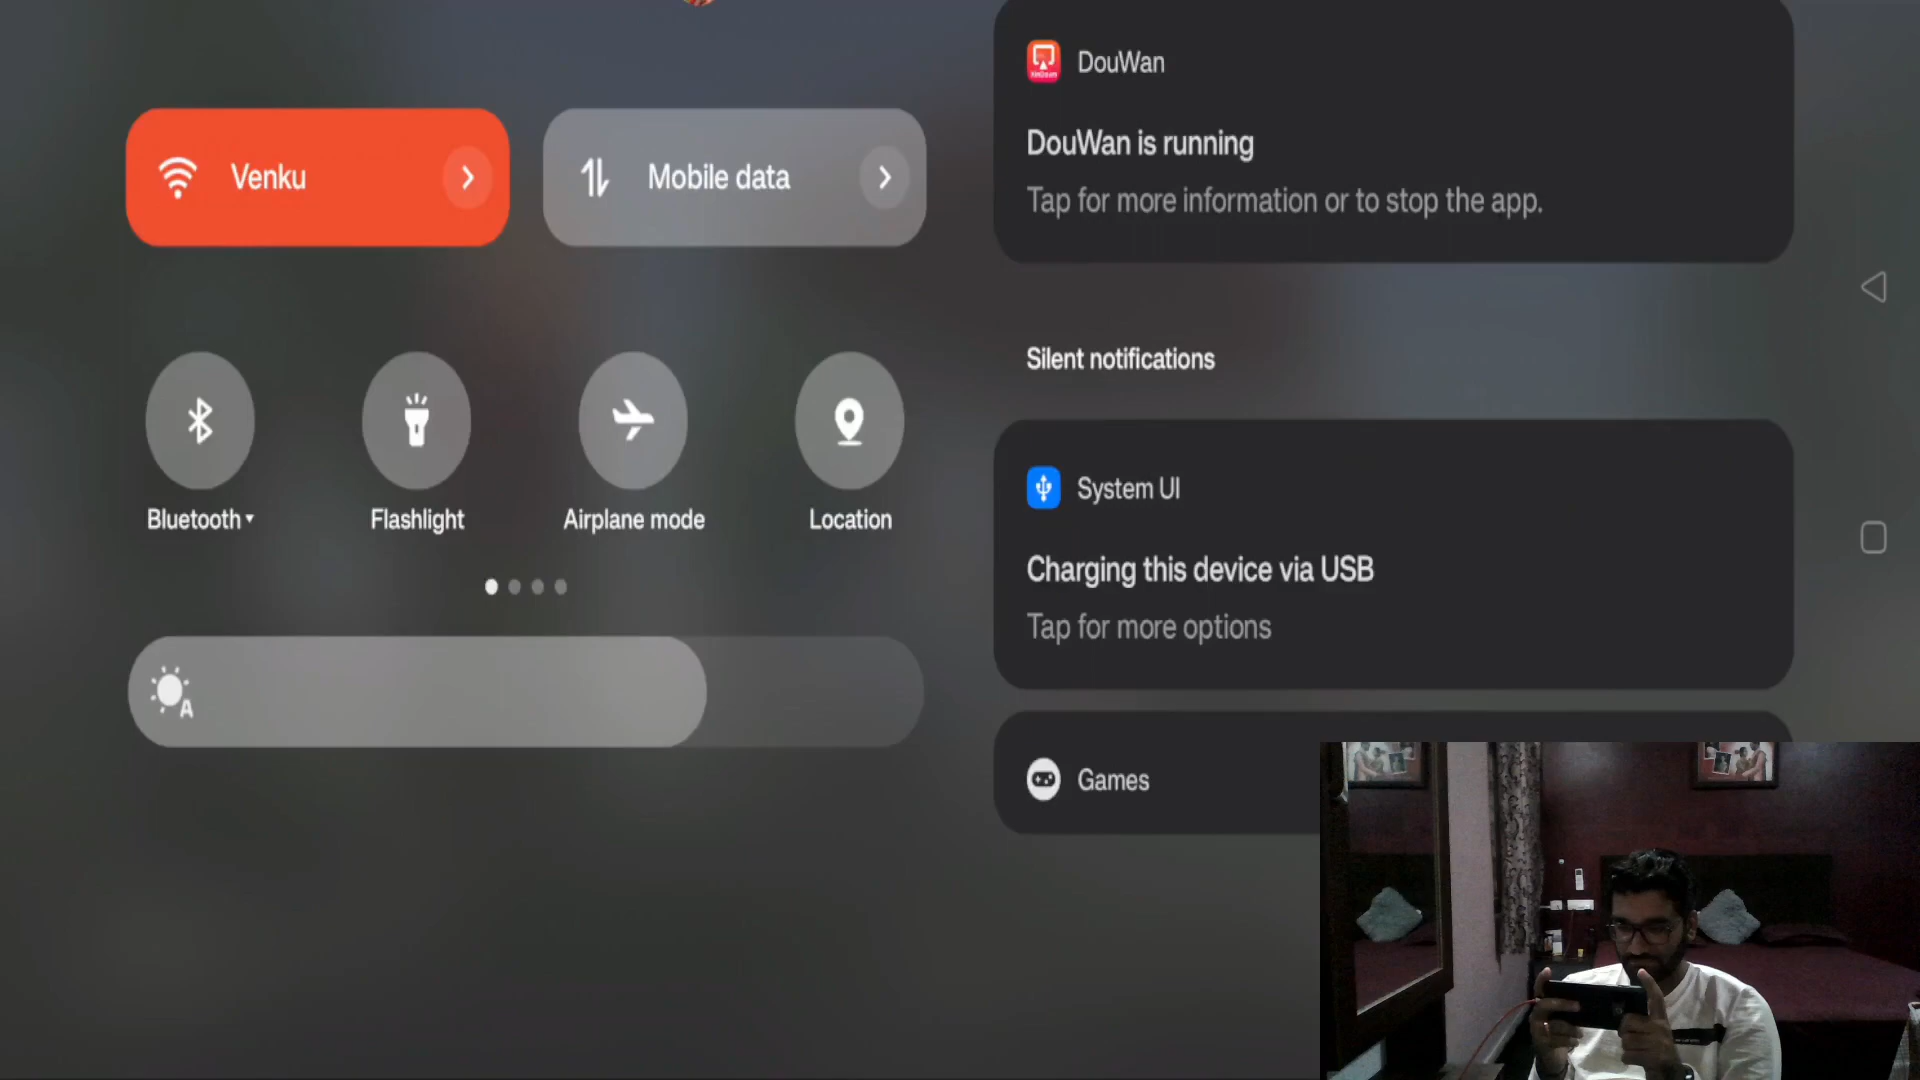 Venku
Mobile data
Bluetooth
Flashlight
Airplane mode
Location
A
DouWan
DouWan is running
Tap for more information or to stop the app.
Silent notifications
System UI
Charging this device via USB
Tap for more options
Games